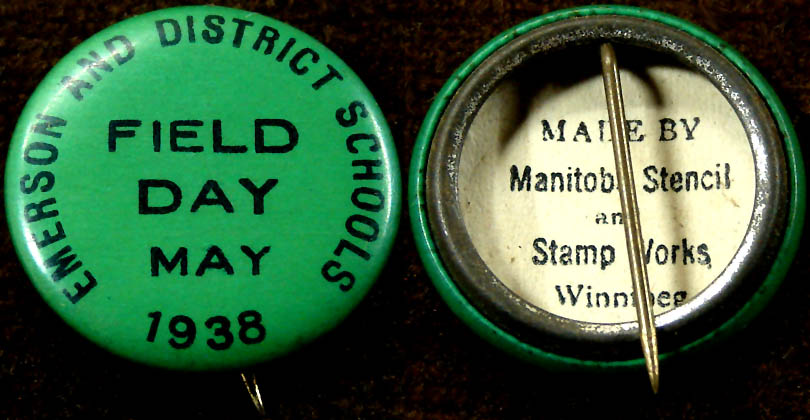 EMERSON AND DISTRICT SCHOOLS
FIELD
DAY
MAY
1938
MADE BY
Manitoba Stencil
and
Stamp Works
Winnipeg